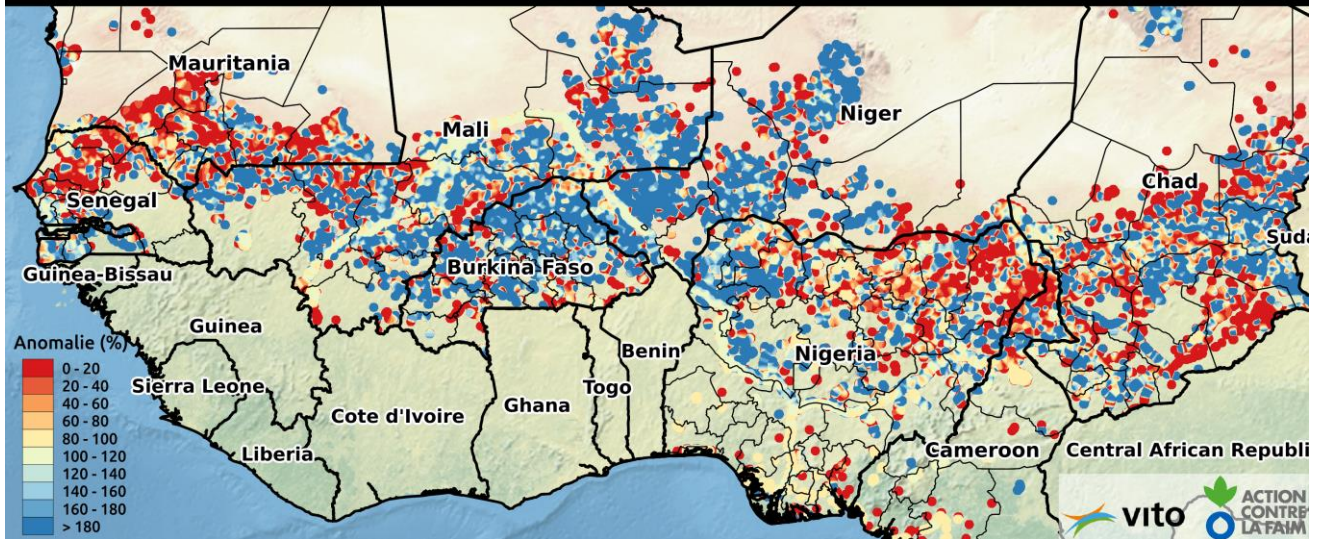 Mauritania
Mali
Niger
Chad
Senegal
Suda
Burkina Faso
Guinea-Bissau
Guinea
Benin
Nigeria
Togo
Sierra Leone
Cote d'Ivoire
Ghana
Liberia
Cameroon
Central African Republi
Anomalie (%)
0 - 20
20 - 40
40 - 60
60 - 80
80 - 100
100 - 120
120 - 140
140 - 160
160 - 180
> 180
vito
ACTION
CONTRE
LA FAIM